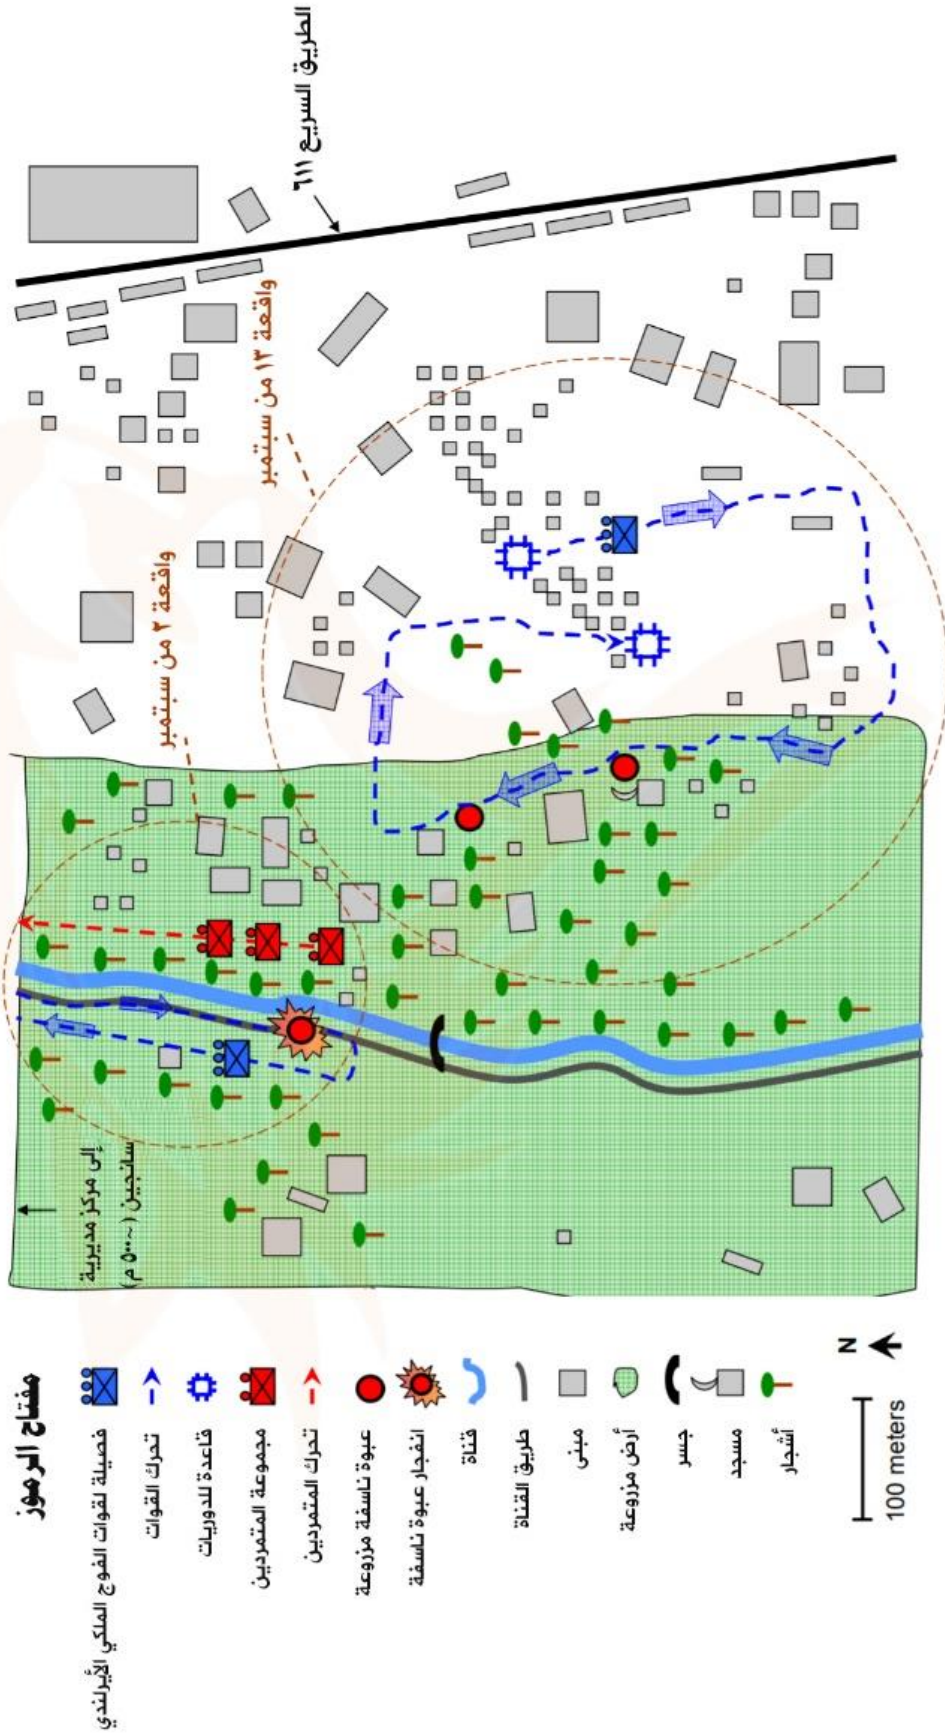 الطريق السريع ٦١١
واقعة ١٣ من سبتمبر
واقعة ٢ من سبتمبر
إلى مركز مديرية
سانجين (~٥٠٠ م)
مفتاح الرموز
فصيلة لقوات الفوج الملكي الأيرلندي
تحرك القوات
قاعدة للدوريات
مجموعة المتمردين
تحرك المتمردين
عبوة ناسفة مزروعة
انفجار عبوة ناسفة
قناة
طريق القناة
مبنى
أرض مزروعة
جسر
مسجد
أشجار
100 meters
N